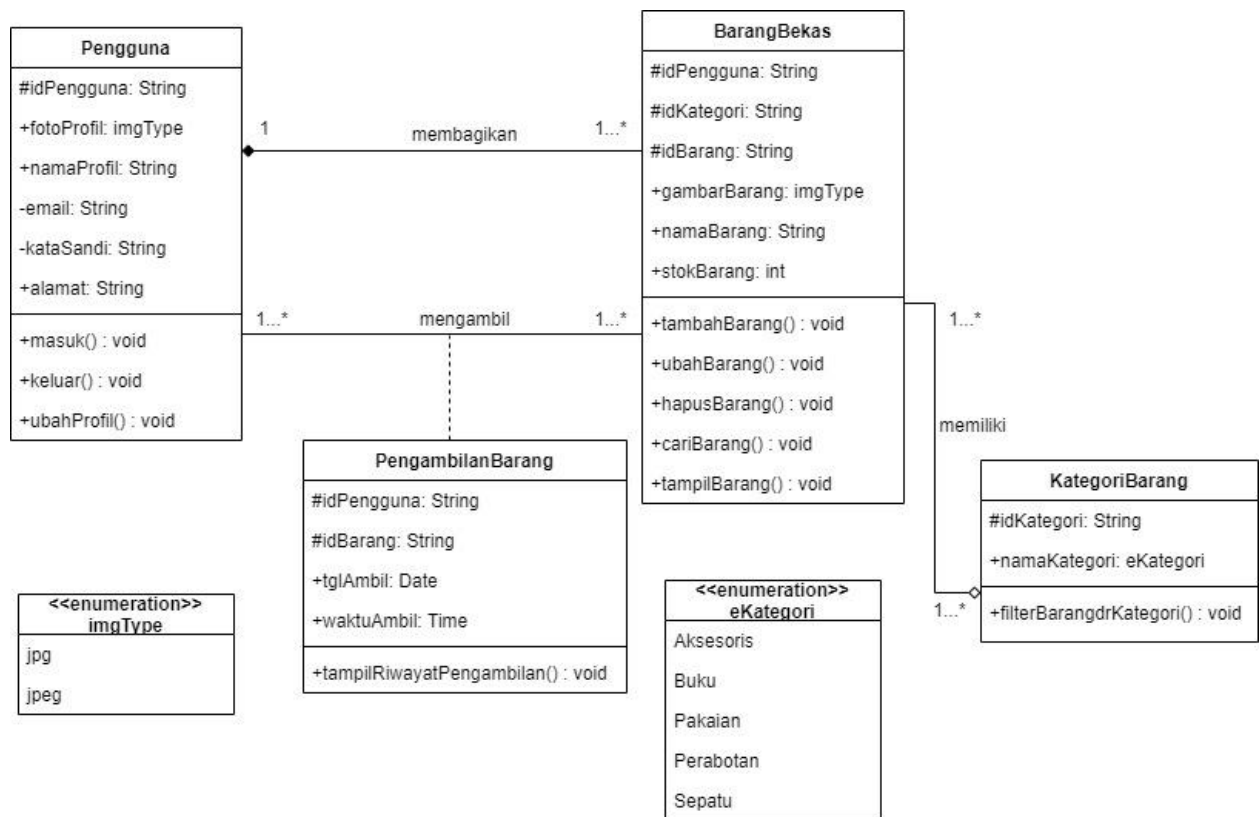 Pengguna
#idPengguna: String
+fotoProfil: imgType
+namaProfil: String
-email: String
-kataSandi: String
+alamat: String
+masuk() : void
+keluar() : void
+ubahProfil() : void
1
membagikan
1...*
1...*
mengambil
1...*
BarangBekas
#idPengguna: String
#idKategori: String
#idBarang: String
+gambarBarang: imgType
+namaBarang: String
+stokBarang: int
+tambahBarang() : void
+ubahBarang() : void
+hapusBarang() : void
+cariBarang() : void
+tampilBarang() : void
1...*
memiliki
1...*
KategoriBarang
#idKategori: String
+namaKategori: eKategori
+filterBarangdrKategori() : void
PengambilanBarang
#idPengguna: String
#idBarang: String
+tglAmbil: Date
+waktuAmbil: Time
+tampilRiwayatPengambilan() : void
<<enumeration>>
imgType
jpg
jpeg
<<enumeration>>
eKategori
Aksesoris
Buku
Pakaian
Perabotan
Sepatu